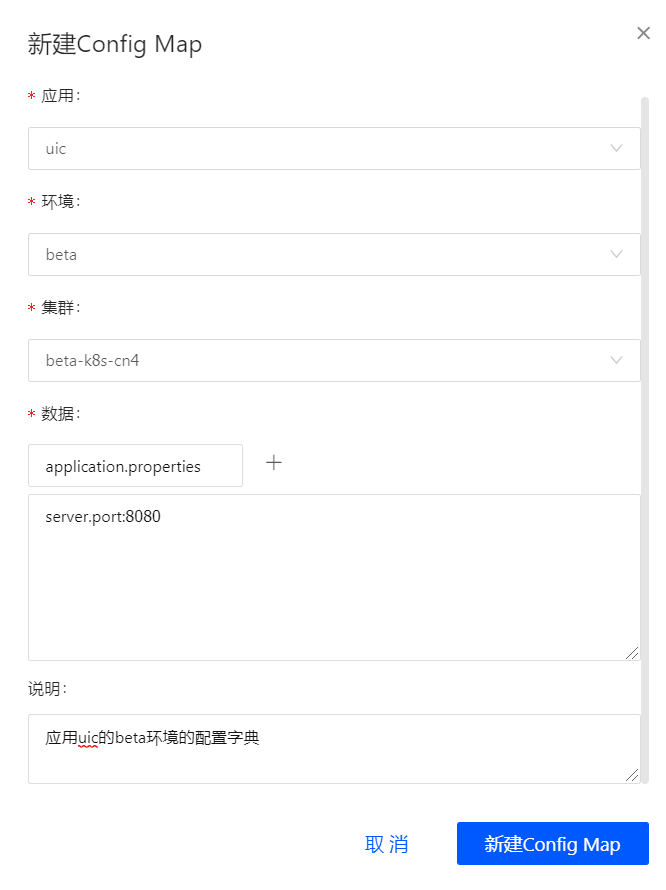 新建Config Map
* 应用:
uic
* 环境:
beta
* 集群:
beta-k8s-cn4
* 数据:
application.properties
server.port:8080
说明:
应用uic的beta环境的配置字典
取 消
新建Config Map